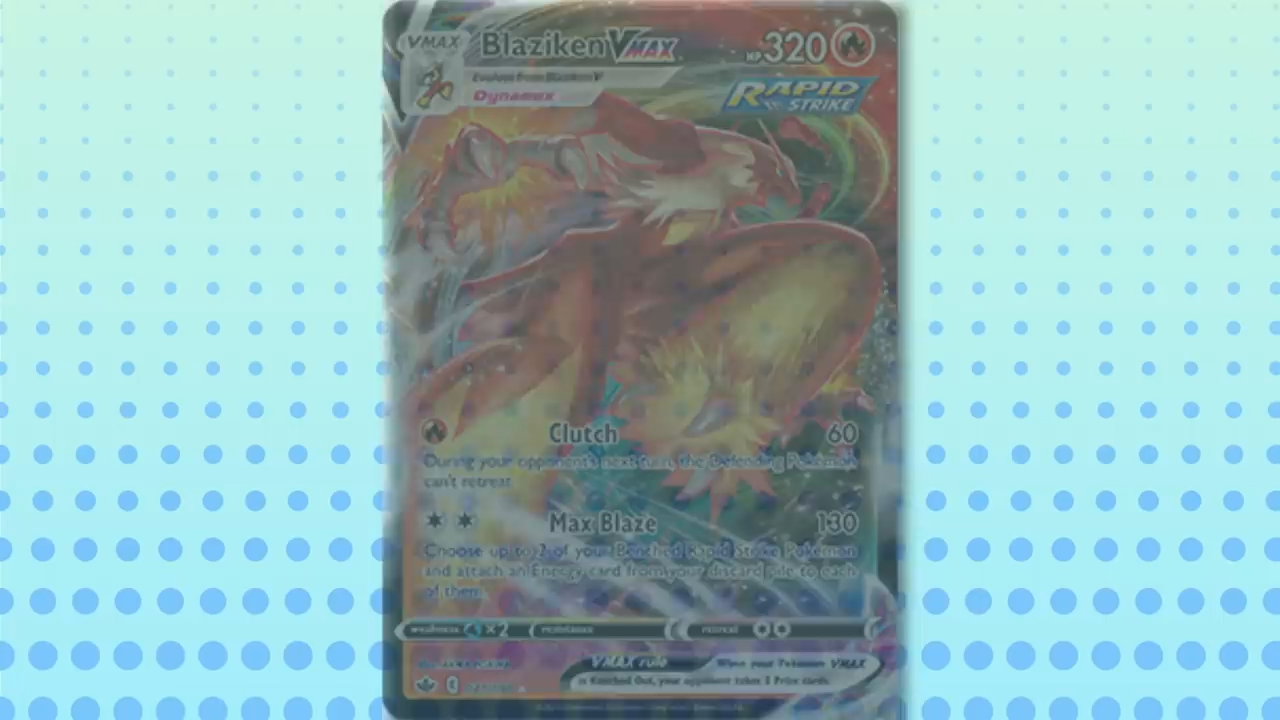 VMAX Blaziken VMAX HP 320
Evolves from Blaziken V
Dynamax
RAPID
STRIKE
Clutch 60
During your opponent's next turn, the Defending Pokémon
can't retreat.
Max Blaze 130
Choose up to 2 of your Benched Rapid Strike Pokémon
and attach an Energy card from your discard pile to each
of them.
weakness ×2 resistance retreat
VMAX rule When your Pokémon VMAX
is Knocked Out, your opponent takes 3 Prize cards.